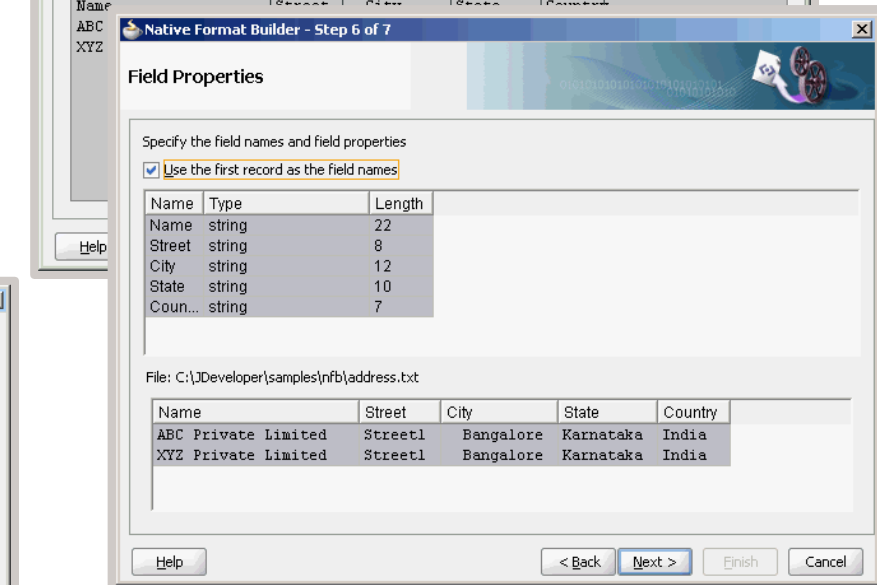 Name Street City State Country
ABC
XYZ
Help
Native Format Builder - Step 6 of 7
Field Properties
Specify the field names and field properties
Use the first record as the field names
Name Type Length
Name string 22
Street string 8
City string 12
State string 10
Coun... string 7
File: C:\JDeveloper\samples\nfb\address.txt
Name Street City State Country
ABC Private Limited Street1 Bangalore Karnataka India
XYZ Private Limited Street1 Bangalore Karnataka India
Help < Back Next > Finish Cancel